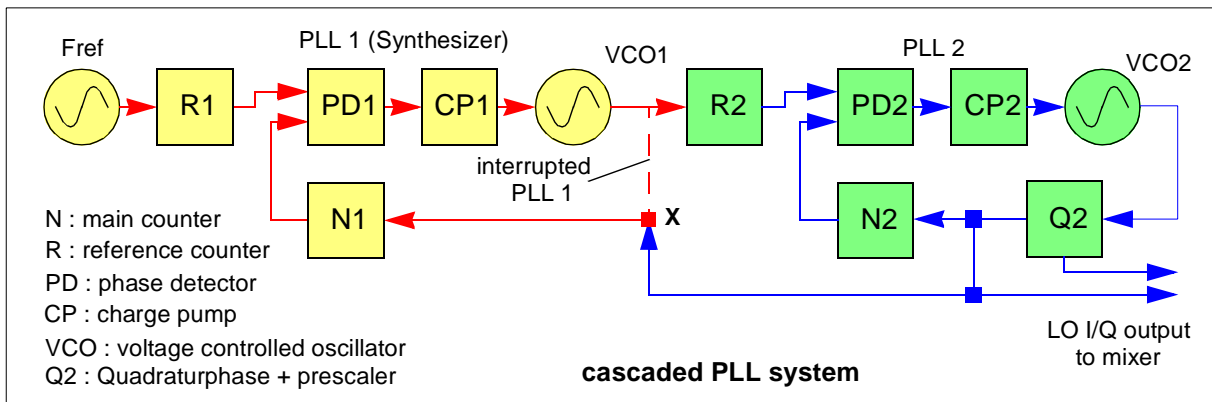 Fref
PLL 1 (Synthesizer)
VCO1
PLL 2
VCO2
R1
PD1
CP1
R2
PD2
CP2
interrupted
PLL 1
X
N1
N2
Q2
N : main counter
R : reference counter
PD : phase detector
CP : charge pump
VCO : voltage controlled oscillator
Q2 : Quadraturphase + prescaler
LO I/Q output
to mixer
cascaded PLL system